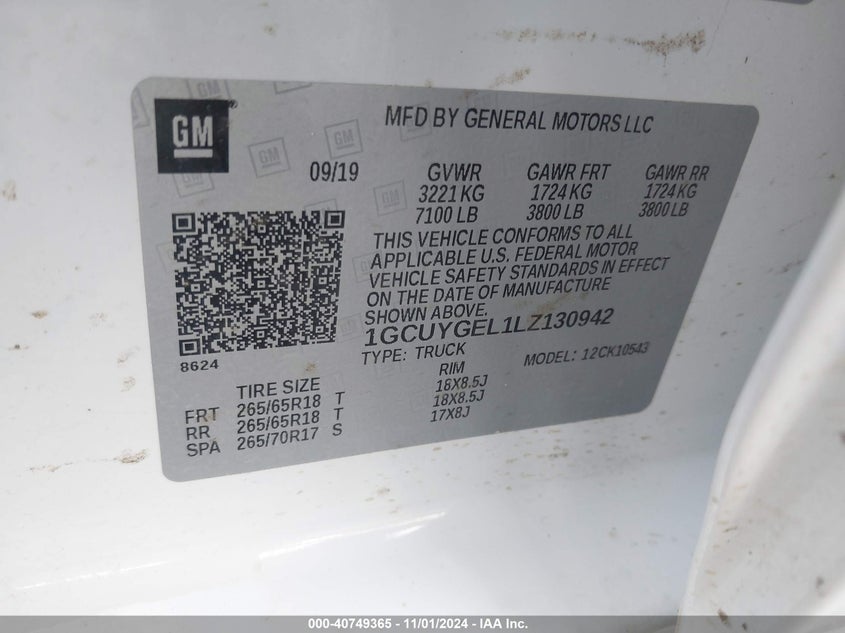 GM
MFD BY GENERAL MOTORS LLC
09/19 GVWR GAWR FRT GAWR RR
3221 KG 1724 KG 1724 KG
7100 LB 3800 LB 3800 LB
THIS VEHICLE CONFORMS TO ALL
APPLICABLE U.S. FEDERAL MOTOR
VEHICLE SAFETY STANDARDS IN EFFECT
ON THE DATE OF MANUFACTURE
SHOWN ABOVE.
1GCUYGEL1LZ130942
TYPE: TRUCK MODEL: 12CK10543
8624
TIRE SIZE RIM
FRT 265/65R18 T 18X8.5J
RR 265/65R18 T 18X8.5J
SPA 265/70R17 S 17X8J
000-40749365 - 11/01/2024 - IAA Inc.